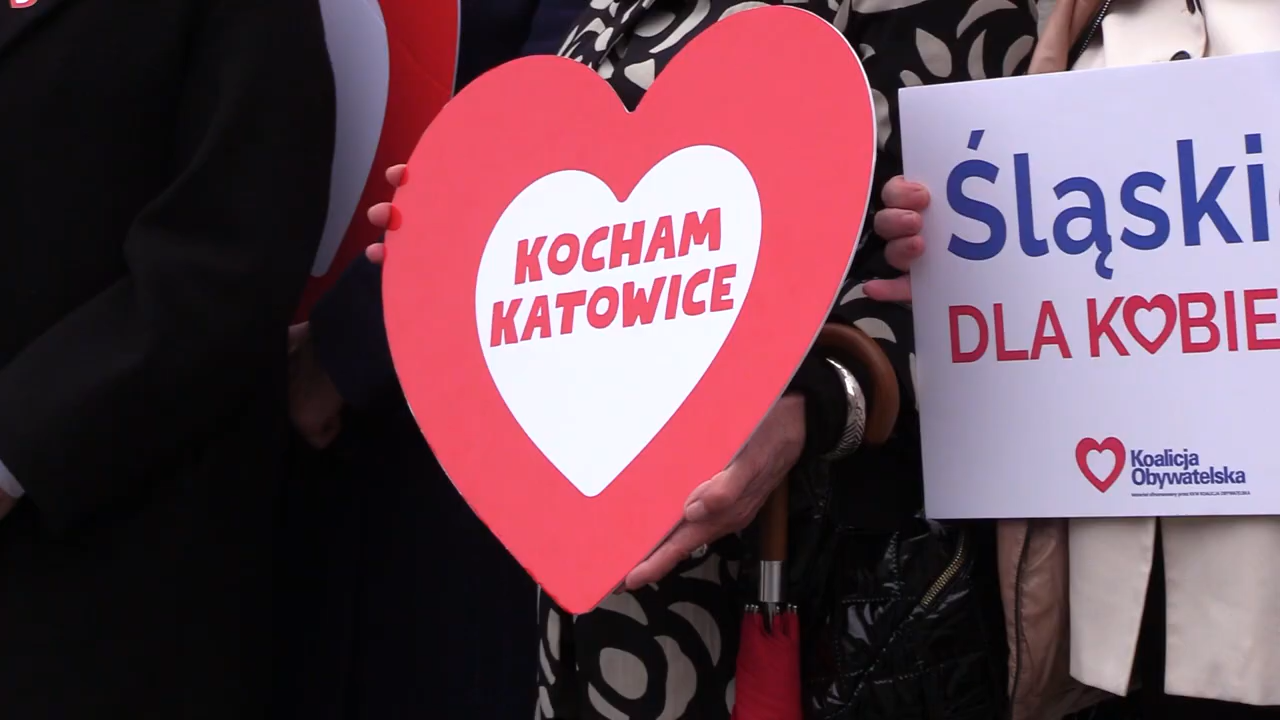 KOCHAM
KATOWICE
Śląski
DLA KOBIE
Koalicja
Obywatelska